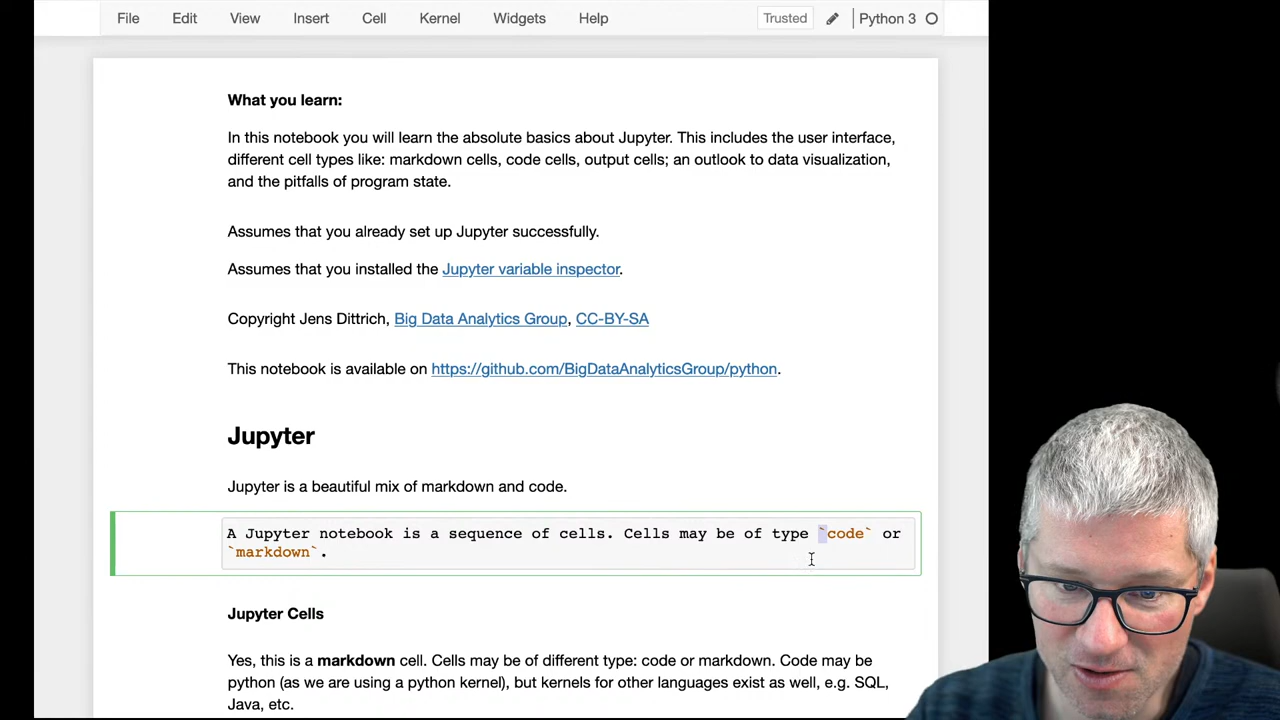 File Edit View Insert Cell Kernel Widgets Help Trusted Python 3
What you learn:
In this notebook you will learn the absolute basics about Jupyter. This includes the user interface,
different cell types like: markdown cells, code cells, output cells; an outlook to data visualization,
and the pitfalls of program state.
Assumes that you already set up Jupyter successfully.
Assumes that you installed the Jupyter variable inspector.
Copyright Jens Dittrich, Big Data Analytics Group, CC-BY-SA
This notebook is available on https://github.com/BigDataAnalyticsGroup/python.
Jupyter
Jupyter is a beautiful mix of markdown and code.
A Jupyter notebook is a sequence of cells. Cells may be of type `code` or
`markdown`.
Jupyter Cells
Yes, this is a markdown cell. Cells may be of different type: code or markdown. Code may be
python (as we are using a python kernel), but kernels for other languages exist as well, e.g. SQL,
Java, etc.